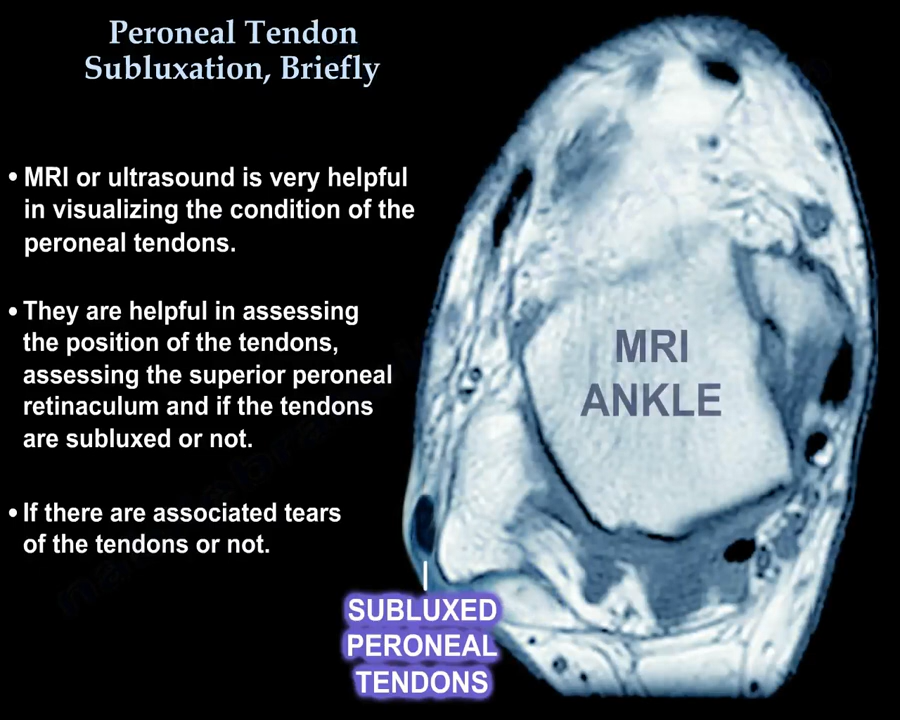 Peroneal Tendon
Subluxation, Briefly
• MRI or ultrasound is very helpful
in visualizing the condition of the
peroneal tendons.
• They are helpful in assessing
the position of the tendons,
assessing the superior peroneal
retinaculum and if the tendons
are subluxed or not.
• If there are associated tears
of the tendons or not.
MRI
ANKLE
SUBLUXED
PERONEAL
TENDONS